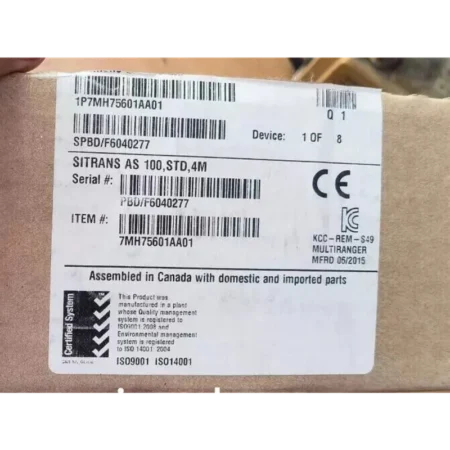 1P7MH75601AA01
Q 1
SPBD/F6040277
Device: 1 OF 8
SITRANS AS 100,STD,4M
Serial #:
PBD/F6040277
ITEM #:
7MH75601AA01
CE
KCC-REM-S49
MULTIRANGER
MFRD 05/2015
Assembled in Canada with domestic and imported parts
Certified System
This Product was
manufactured in a plant
whose Quality management
system is registered to
ISO9001:2008 and
Environmental management
system is registered
to ISO 14001:2004
ISO9001 ISO14001